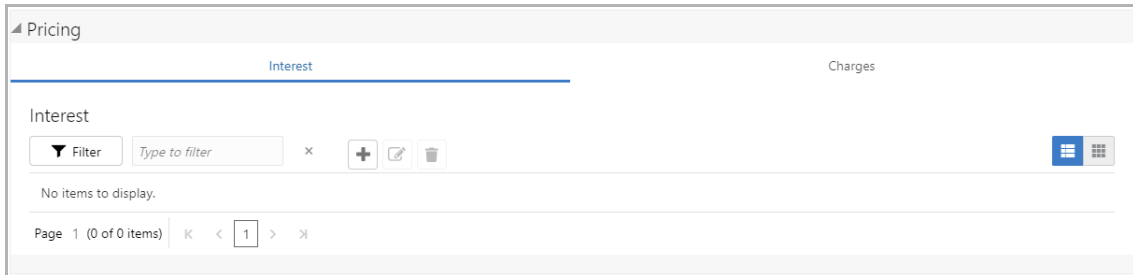 Pricing
Interest Charges
Interest
Filter Type to filter
No items to display.
Page 1 (0 of 0 items) 1